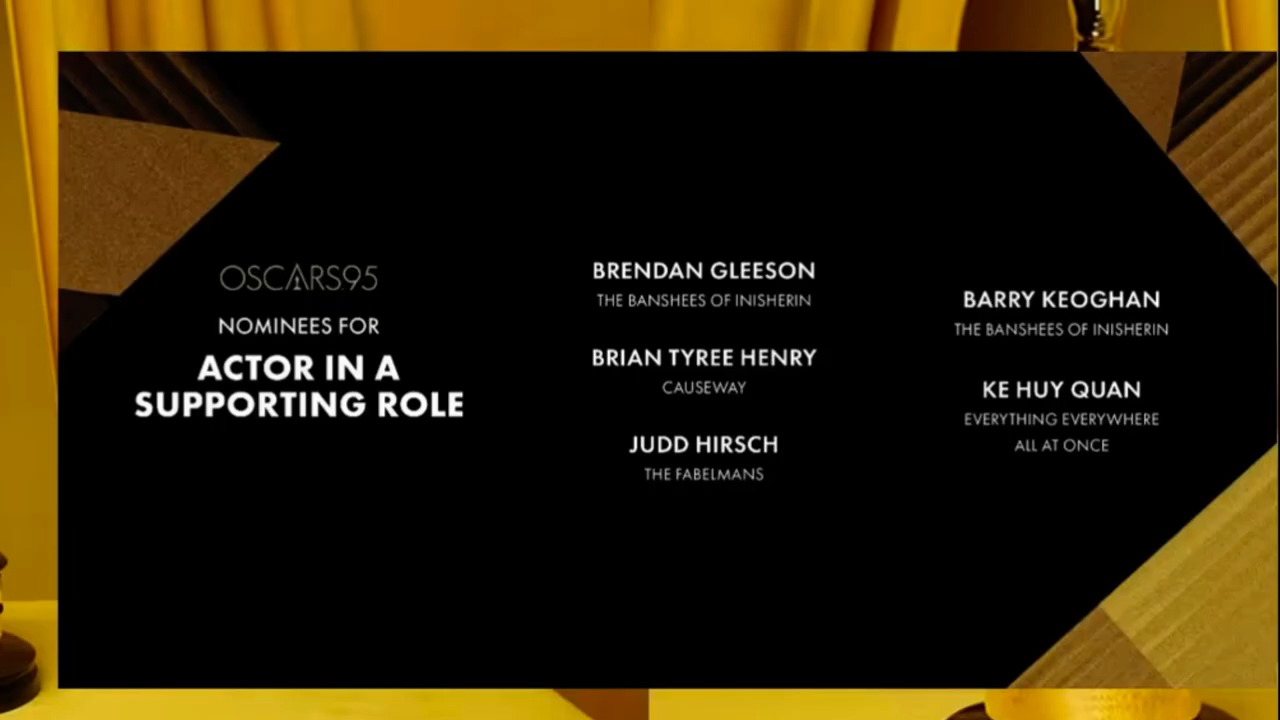 OSCARS95
NOMINEES FOR
ACTOR IN A
SUPPORTING ROLE
BRENDAN GLEESON
THE BANSHEES OF INISHERIN
BRIAN TYREE HENRY
CAUSEWAY
JUDD HIRSCH
THE FABELMANS
BARRY KEOGHAN
THE BANSHEES OF INISHERIN
KE HUY QUAN
EVERYTHING EVERYWHERE
ALL AT ONCE